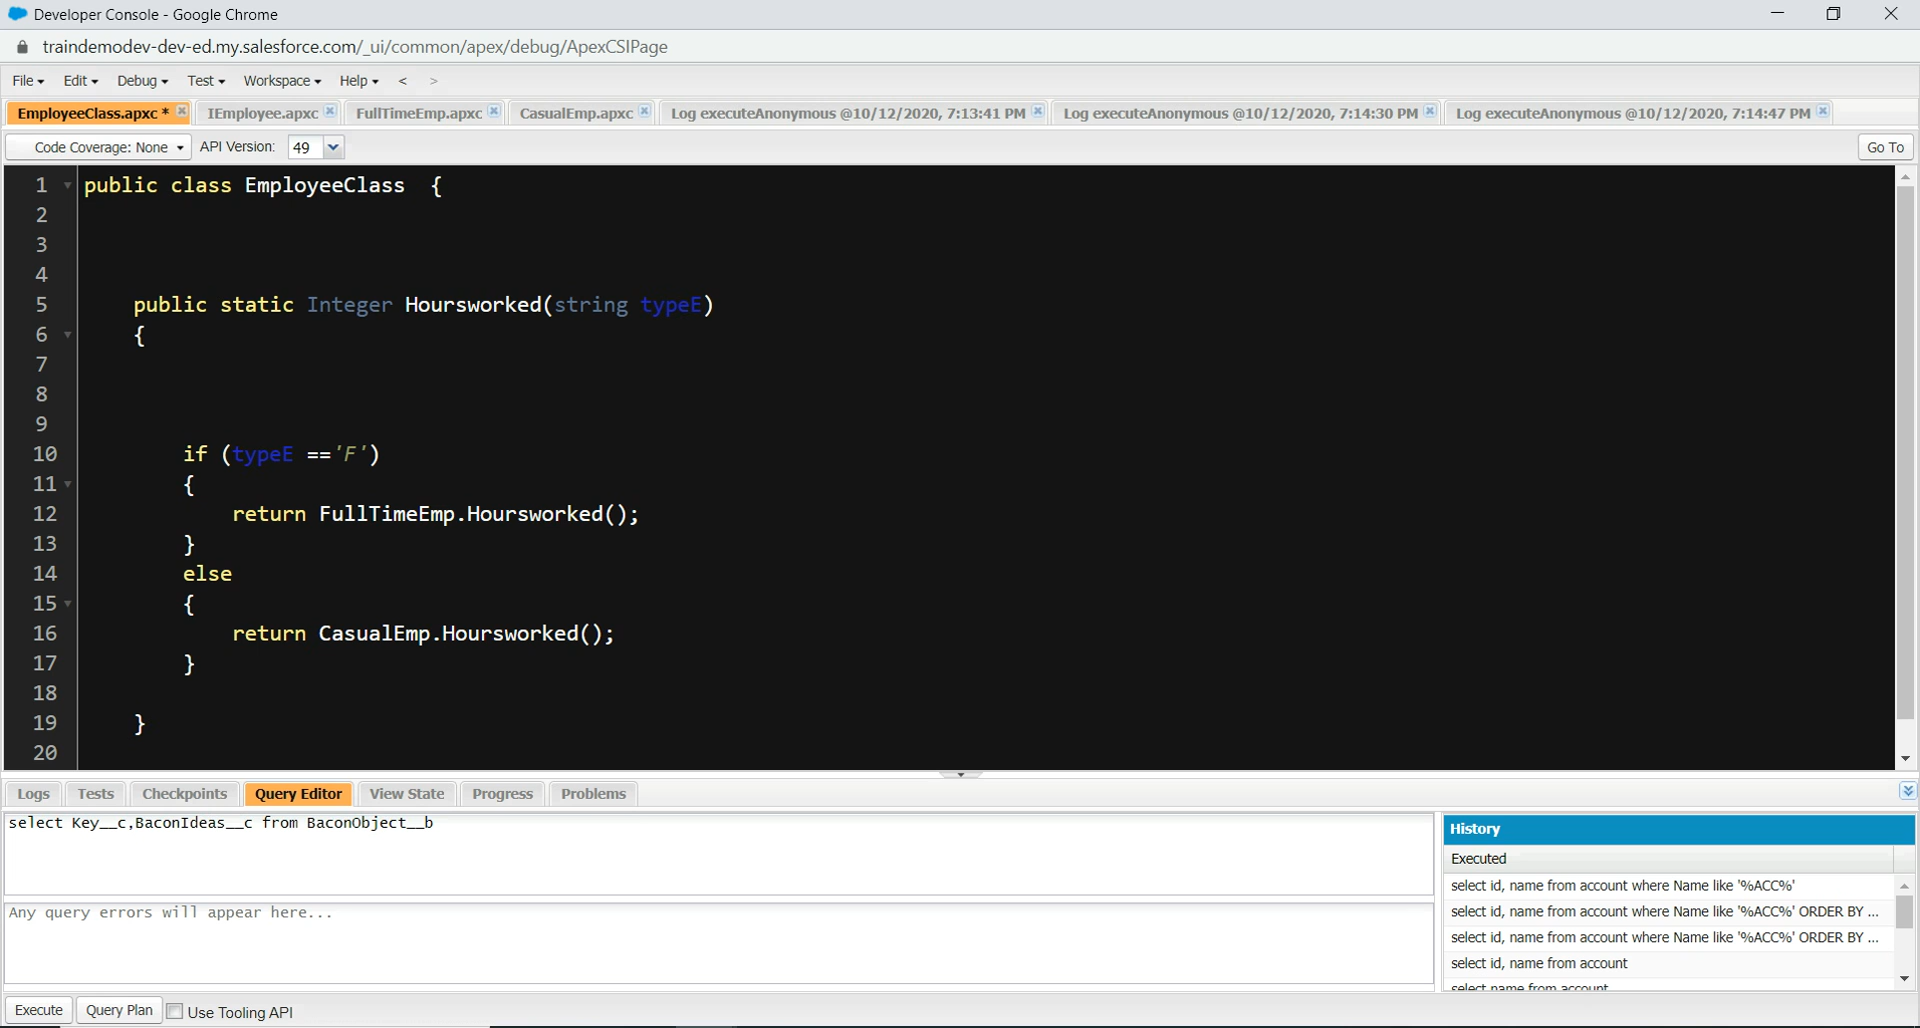 Developer Console - Google Chrome
traindemodev-dev-ed.my.salesforce.com/_ui/common/apex/debug/ApexCSIPage
File Edit Debug Test Workspace Help < >
EmployeeClass.apxc * IEmployee.apxc FullTimeEmp.apxc CasualEmp.apxc Log executeAnonymous @10/12/2020, 7:13:41 PM Log executeAnonymous @10/12/2020, 7:14:30 PM Log executeAnonymous @10/12/2020, 7:14:47 PM
Code Coverage: None API Version: 49 Go To
1 public class EmployeeClass {
2
3
4
5 public static Integer Hoursworked(string typeE)
6 {
7
8
9
10 if (typeE =='F')
11 {
12 return FullTimeEmp.Hoursworked();
13 }
14 else
15 {
16 return CasualEmp.Hoursworked();
17 }
18
19 }
20
Logs Tests Checkpoints Query Editor View State Progress Problems
select Key__c,BaconIdeas__c from BaconObject__b
Any query errors will appear here...
History
Executed
select id, name from account where Name like '%ACC%'
select id, name from account where Name like '%ACC%' ORDER BY ...
select id, name from account where Name like '%ACC%' ORDER BY ...
select id, name from account
select name from account
Execute Query Plan Use Tooling API